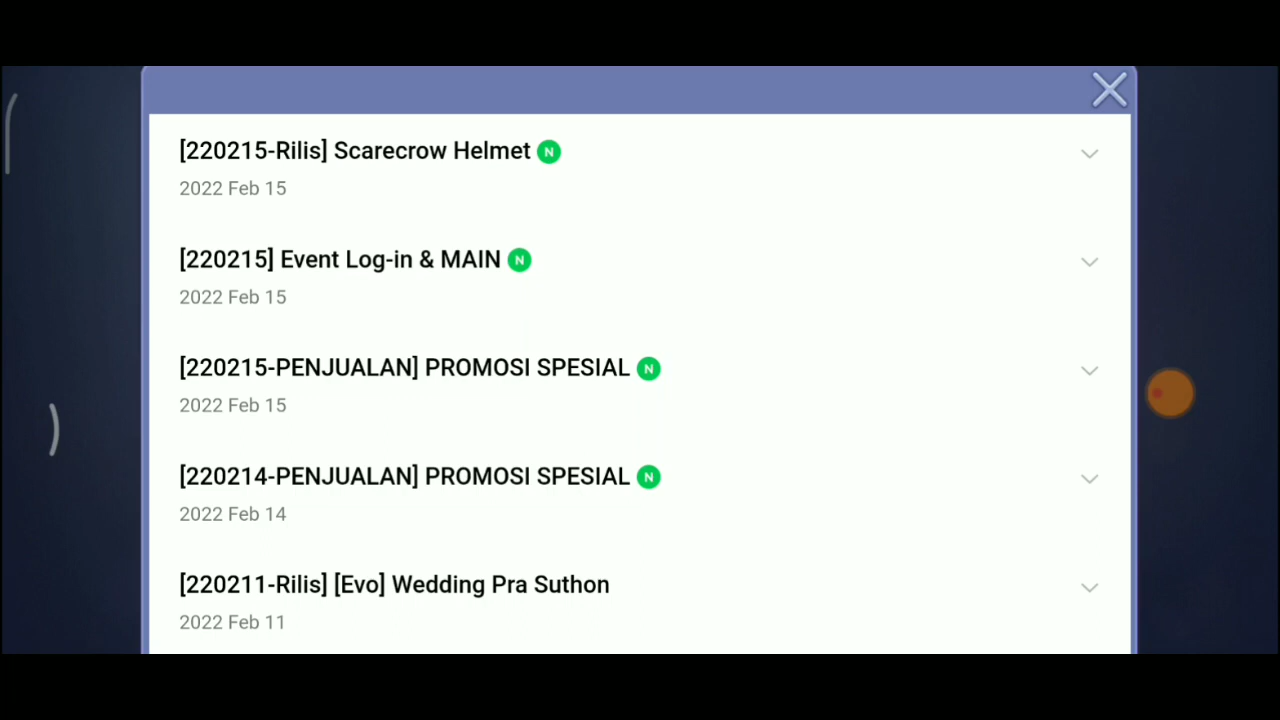 [220215-Rilis] Scarecrow Helmet N
2022 Feb 15
[220215] Event Log-in & MAIN N
2022 Feb 15
[220215-PENJUALAN] PROMOSI SPESIAL N
2022 Feb 15
[220214-PENJUALAN] PROMOSI SPESIAL N
2022 Feb 14
[220211-Rilis] [Evo] Wedding Pra Suthon
2022 Feb 11